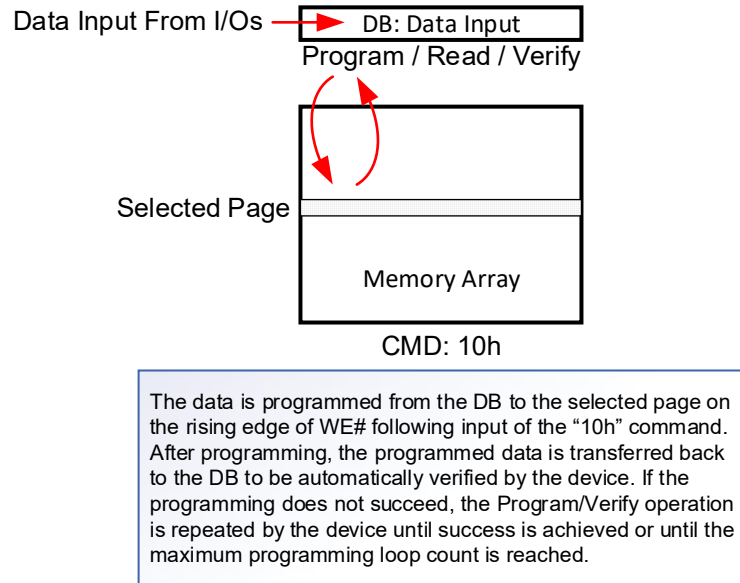 Data Input From I/Os
DB: Data Input
Program / Read / Verify
Selected Page
Memory Array
CMD: 10h
The data is programmed from the DB to the selected page on
the rising edge of WE# following input of the “10h” command.
After programming, the programmed data is transferred back
to the DB to be automatically verified by the device. If the
programming does not succeed, the Program/Verify operation
is repeated by the device until success is achieved or until the
maximum programming loop count is reached.